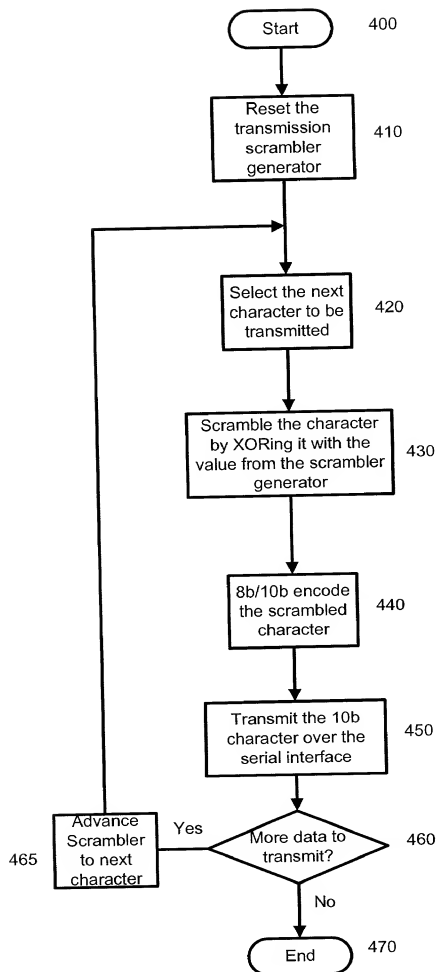 Start
400
Reset the
transmission
scrambler
generator
410
Select the next
character to be
transmitted
420
Scramble the character
by XORing it with the
value from the scrambler
generator
430
8b/10b encode
the scrambled
character
440
Transmit the 10b
character over the
serial interface
450
More data to
transmit?
460
Yes
Advance
Scrambler
to next
character
465
No
End
470